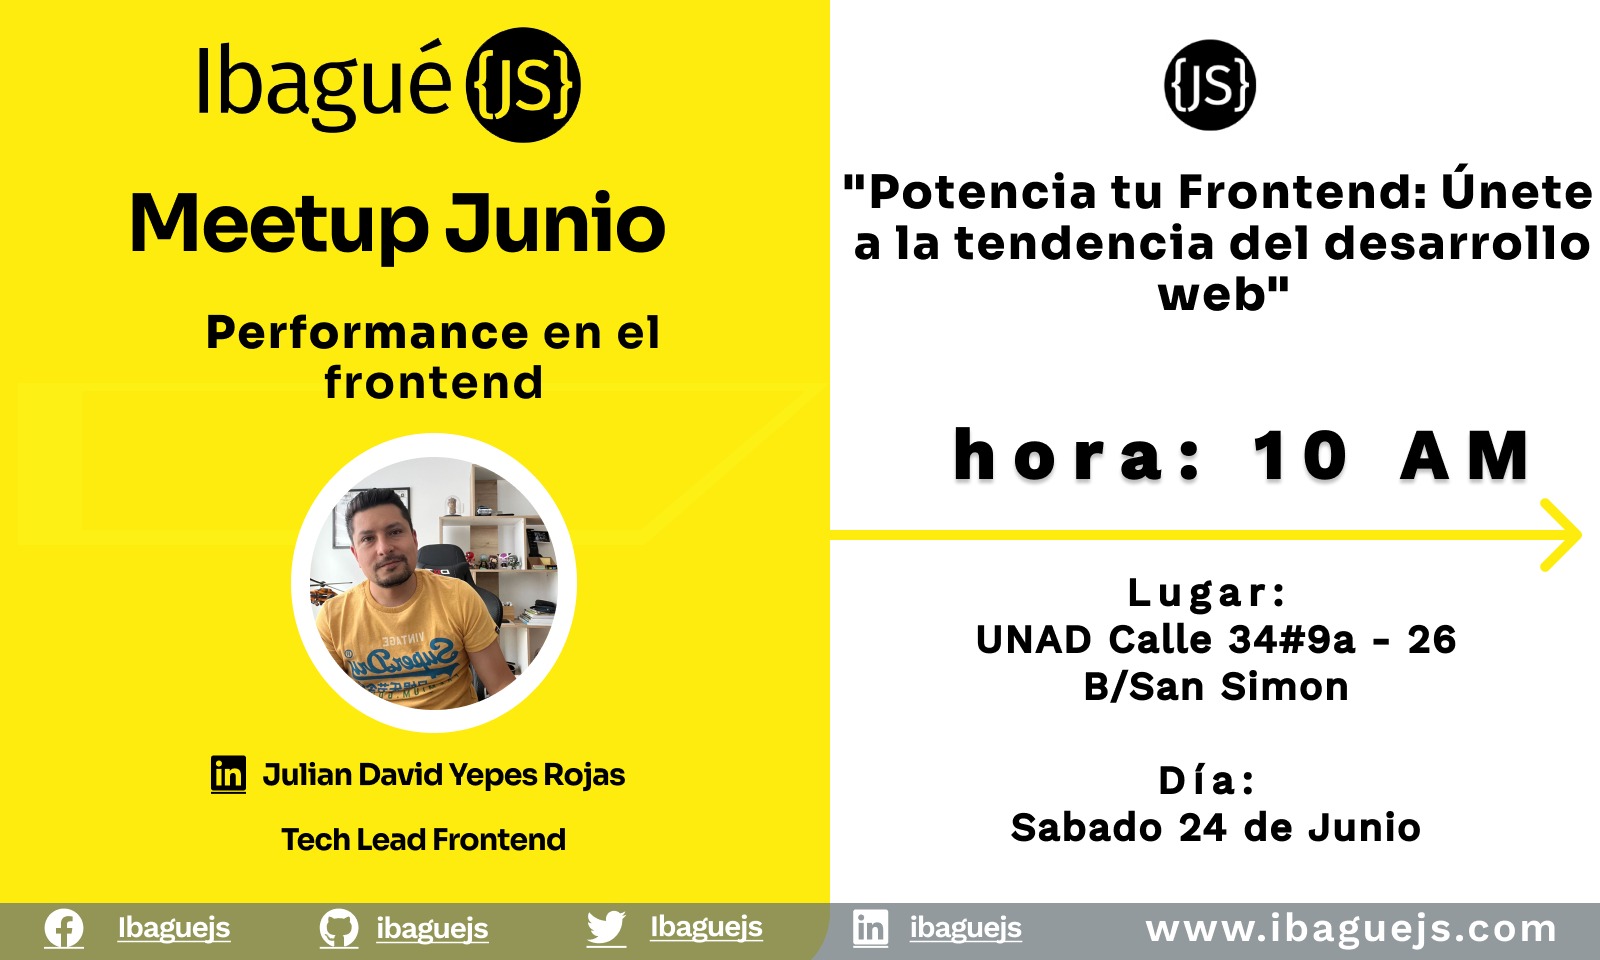 Ibagué {JS}
Meetup Junio
Performance en el
frontend
Julian David Yepes Rojas
Tech Lead Frontend
{JS}
"Potencia tu Frontend: Únete
a la tendencia del desarrollo
web"
hora: 10 AM
Lugar:
UNAD Calle 34#9a - 26
B/San Simon
Día:
Sabado 24 de Junio
Ibaguejs
ibaguejs
Ibaguejs
ibaguejs
www.ibaguejs.com